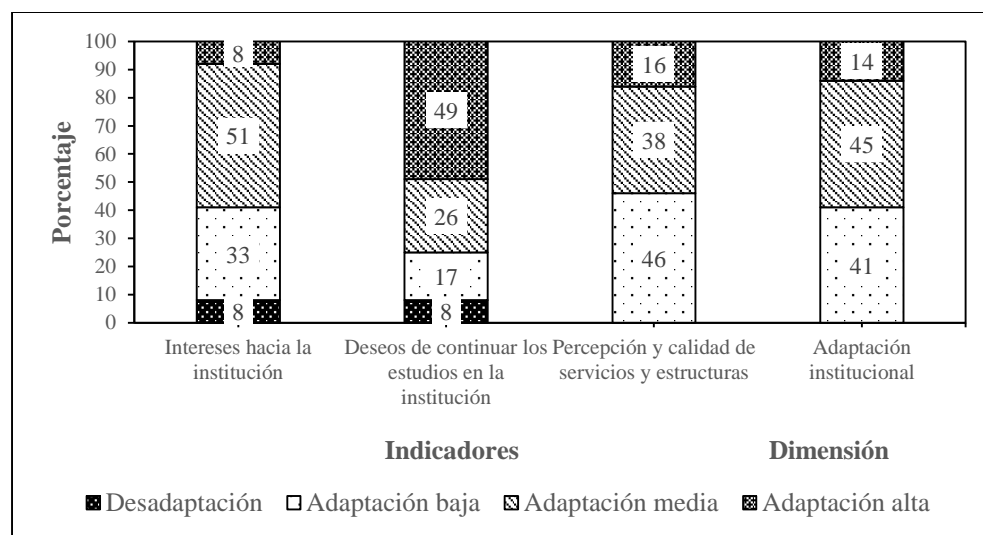 Porcentaje
100
90
80
70
60
50
40
30
20
10
0
8
51
33
8
49
26
17
8
16
38
46
14
45
41
Intereses hacia la
institución
Deseos de continuar los
estudios en la
institución
Percepción y calidad de
servicios y estructuras
Adaptación
institucional
Indicadores
Dimensión
Desadaptación
Adaptación baja
Adaptación media
Adaptación alta